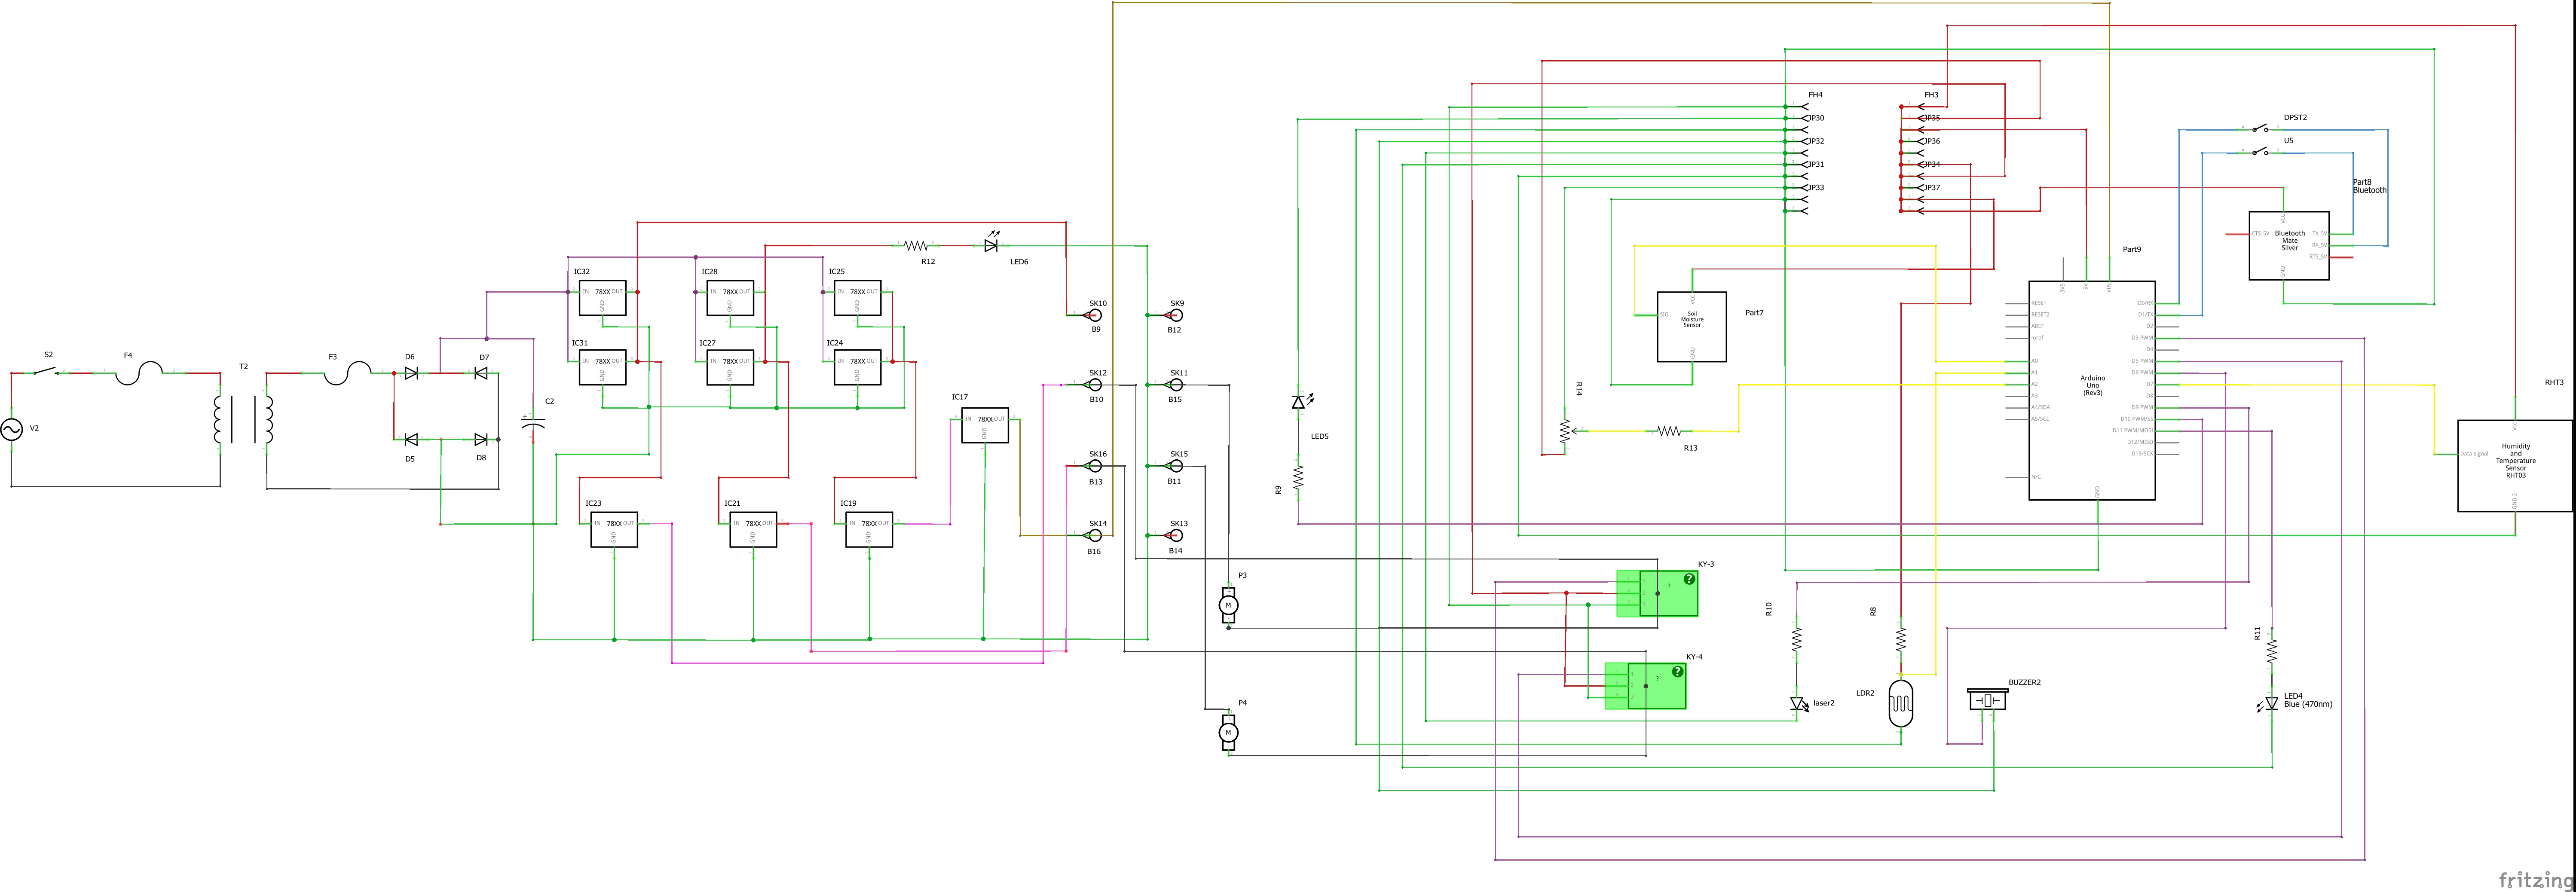 FH4
FH3
JP30
JP35
JP32
JP36
JP31
JP34
JP33
JP37
DPST2
U5
Part8
Bluetooth
VCC
CTS_5V
Bluetooth
Mate
Silver
TX_5V
RX_5V
RTS_5V
GND
R12
LED6
IC32
IN
78XX
OUT
GND
IC28
IN
78XX
OUT
GND
IC25
IN
78XX
OUT
GND
IC31
IN
78XX
OUT
GND
IC27
IN
78XX
OUT
GND
IC24
IN
78XX
OUT
GND
SK10
B9
SK9
B12
SK12
B10
SK11
B15
SK16
B13
SK15
B11
SK14
B16
SK13
B14
S2
F4
T2
F3
D6
D7
D5
D8
C2
V2
IC17
IN
78XX
OUT
GND
IC23
IN
78XX
OUT
GND
IC21
IN
78XX
OUT
GND
IC19
IN
78XX
OUT
GND
LED5
R9
P3
M
P4
M
Part7
VCC
SIG
Soil
Moisture
Sensor
GND
R14
R13
Part9
3V3
5V
VIN
RESET
RESET2
AREF
ioref
A0
A1
A2
A3
A4/SDA
A5/SCL
N/C
Arduino
Uno
(Rev3)
D0/RX
D1/TX
D2
D3 PWM
D4
D5 PWM
D6 PWM
D7
D8
D9 PWM
D10 PWM/SS
D11 PWM/MOSI
D12/MISO
D13/SCK
GND
RHT3
Vcc
Data-signal
Humidity
and
Temperature
Sensor
RHT03
GND 2
KY-3
?
?
KY-4
?
?
R10
R8
R11
laser2
LDR2
BUZZER2
LED4
Blue (470nm)
fritzing